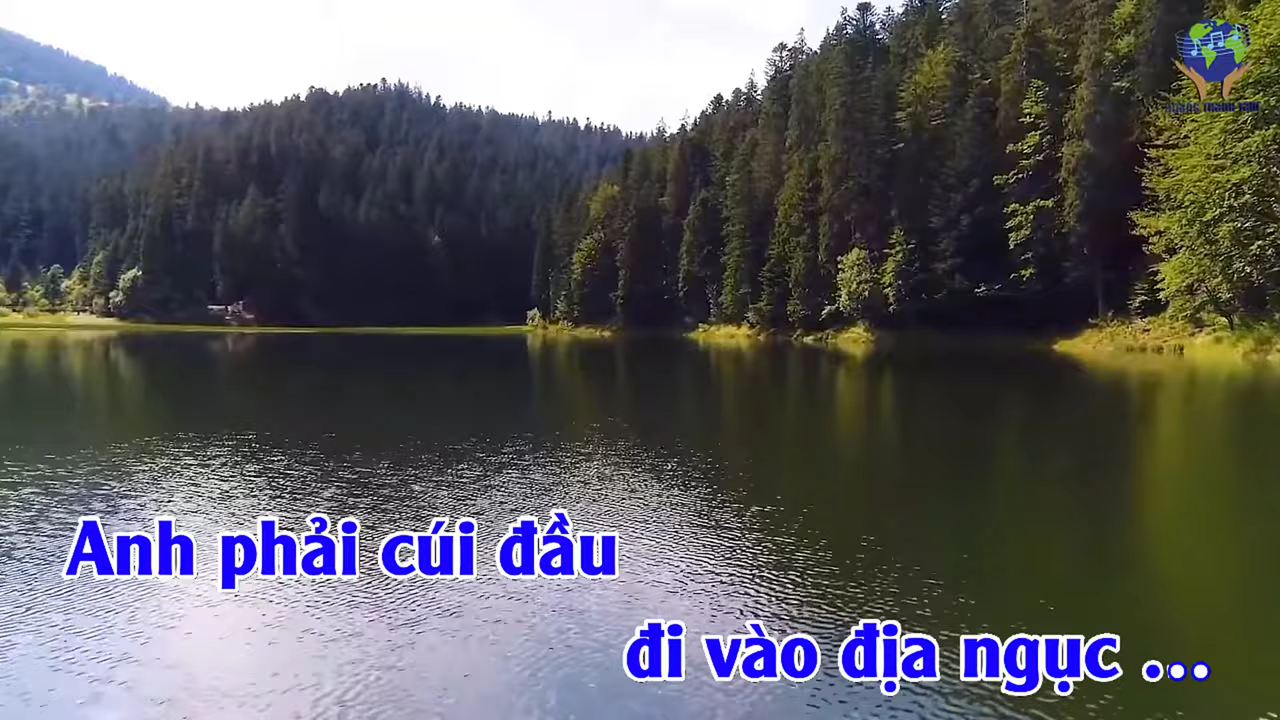 Anh phải cúi đầu
đi vào địa ngục ...